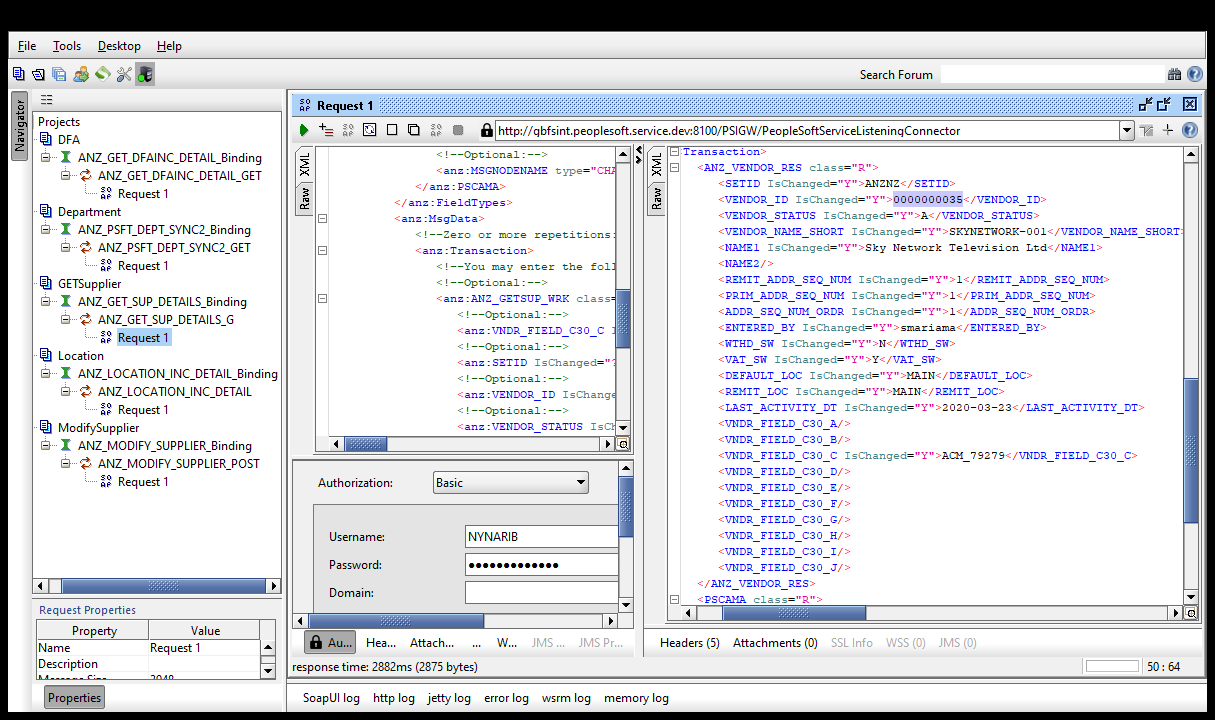 File Tools Desktop Help
Search Forum
Navigator
Projects
DFA
ANZ_GET_DFAINC_DETAIL_Binding
ANZ_GET_DFAINC_DETAIL_GET
Request 1
Department
ANZ_PSFT_DEPT_SYNC2_Binding
ANZ_PSFT_DEPT_SYNC2_GET
Request 1
GETSupplier
ANZ_GET_SUP_DETAILS_Binding
ANZ_GET_SUP_DETAILS_G
Request 1
Location
ANZ_LOCATION_INC_DETAIL_Binding
ANZ_LOCATION_INC_DETAIL
Request 1
ModifySupplier
ANZ_MODIFY_SUPPLIER_Binding
ANZ_MODIFY_SUPPLIER_POST
Request 1
Request Properties
Property Value
Name Request 1
Description
Message Size 2048
Properties
Request 1
http://qbfsint.peoplesoft.service.dev:8100/PSIGW/PeopleSoftServiceListeningConnector
XML
Raw
<!--Optional:-->
<anz:MSGNODENAME type="CHA
</anz:PSCAMA>
</anz:FieldTypes>
<anz:MsgData>
<!--Zero or more repetitions:
<anz:Transaction>
<!--You may enter the foll
<!--Optional:-->
<anz:ANZ_GETSUP_WRK class=
<!--Optional:-->
<anz:VNDR_FIELD_C30_C I
<!--Optional:-->
<anz:SETID IsChanged="?
<!--Optional:-->
<anz:VENDOR_ID IsChange
<!--Optional:-->
<anz:VENDOR_STATUS IsCh
Authorization: Basic
Username: NYNARIB
Password: ●●●●●●●●●●●●●
Domain:
Au... Hea... Attach... ... W... JMS ... JMS Pr...
XML
Raw
Transaction>
<ANZ_VENDOR_RES class="R">
<SETID IsChanged="Y">ANZNZ</SETID>
<VENDOR_ID IsChanged="Y">0000000035</VENDOR_ID>
<VENDOR_STATUS IsChanged="Y">A</VENDOR_STATUS>
<VENDOR_NAME_SHORT IsChanged="Y">SKYNETWORK-001</VENDOR_NAME_SHORT>
<NAME1 IsChanged="Y">Sky Network Television Ltd</NAME1>
<NAME2/>
<REMIT_ADDR_SEQ_NUM IsChanged="Y">1</REMIT_ADDR_SEQ_NUM>
<PRIM_ADDR_SEQ_NUM IsChanged="Y">1</PRIM_ADDR_SEQ_NUM>
<ADDR_SEQ_NUM_ORDR IsChanged="Y">1</ADDR_SEQ_NUM_ORDR>
<ENTERED_BY IsChanged="Y">smariama</ENTERED_BY>
<WTHD_SW IsChanged="Y">N</WTHD_SW>
<VAT_SW IsChanged="Y">Y</VAT_SW>
<DEFAULT_LOC IsChanged="Y">MAIN</DEFAULT_LOC>
<REMIT_LOC IsChanged="Y">MAIN</REMIT_LOC>
<LAST_ACTIVITY_DT IsChanged="Y">2020-03-23</LAST_ACTIVITY_DT>
<VNDR_FIELD_C30_A/>
<VNDR_FIELD_C30_B/>
<VNDR_FIELD_C30_C IsChanged="Y">ACM_79279</VNDR_FIELD_C30_C>
<VNDR_FIELD_C30_D/>
<VNDR_FIELD_C30_E/>
<VNDR_FIELD_C30_F/>
<VNDR_FIELD_C30_G/>
<VNDR_FIELD_C30_H/>
<VNDR_FIELD_C30_I/>
<VNDR_FIELD_C30_J/>
</ANZ_VENDOR_RES>
<PSCAMA class="R">
Headers (5) Attachments (0) SSL Info WSS (0) JMS (0)
response time: 2882ms (2875 bytes)
50 : 64
SoapUI log http log jetty log error log wsrm log memory log